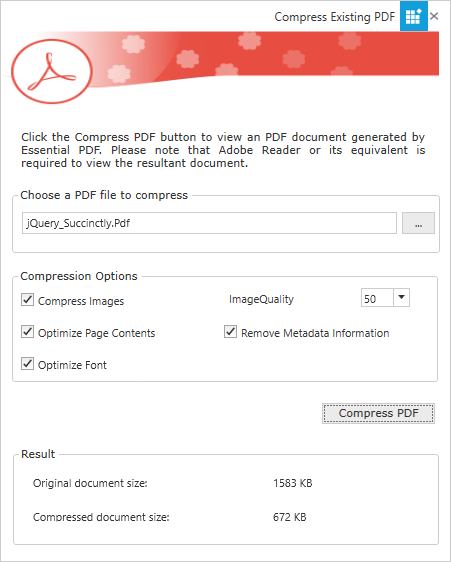 Compress Existing PDF
Click the Compress PDF button to view an PDF document generated by
Essential PDF. Please note that Adobe Reader or its equivalent is
required to view the resultant document.
Choose a PDF file to compress
jQuery_Succinctly.Pdf
...
Compression Options
Compress Images ImageQuality 50
Optimize Page Contents Remove Metadata Information
Optimize Font
Compress PDF
Result
Original document size: 1583 KB
Compressed document size: 672 KB